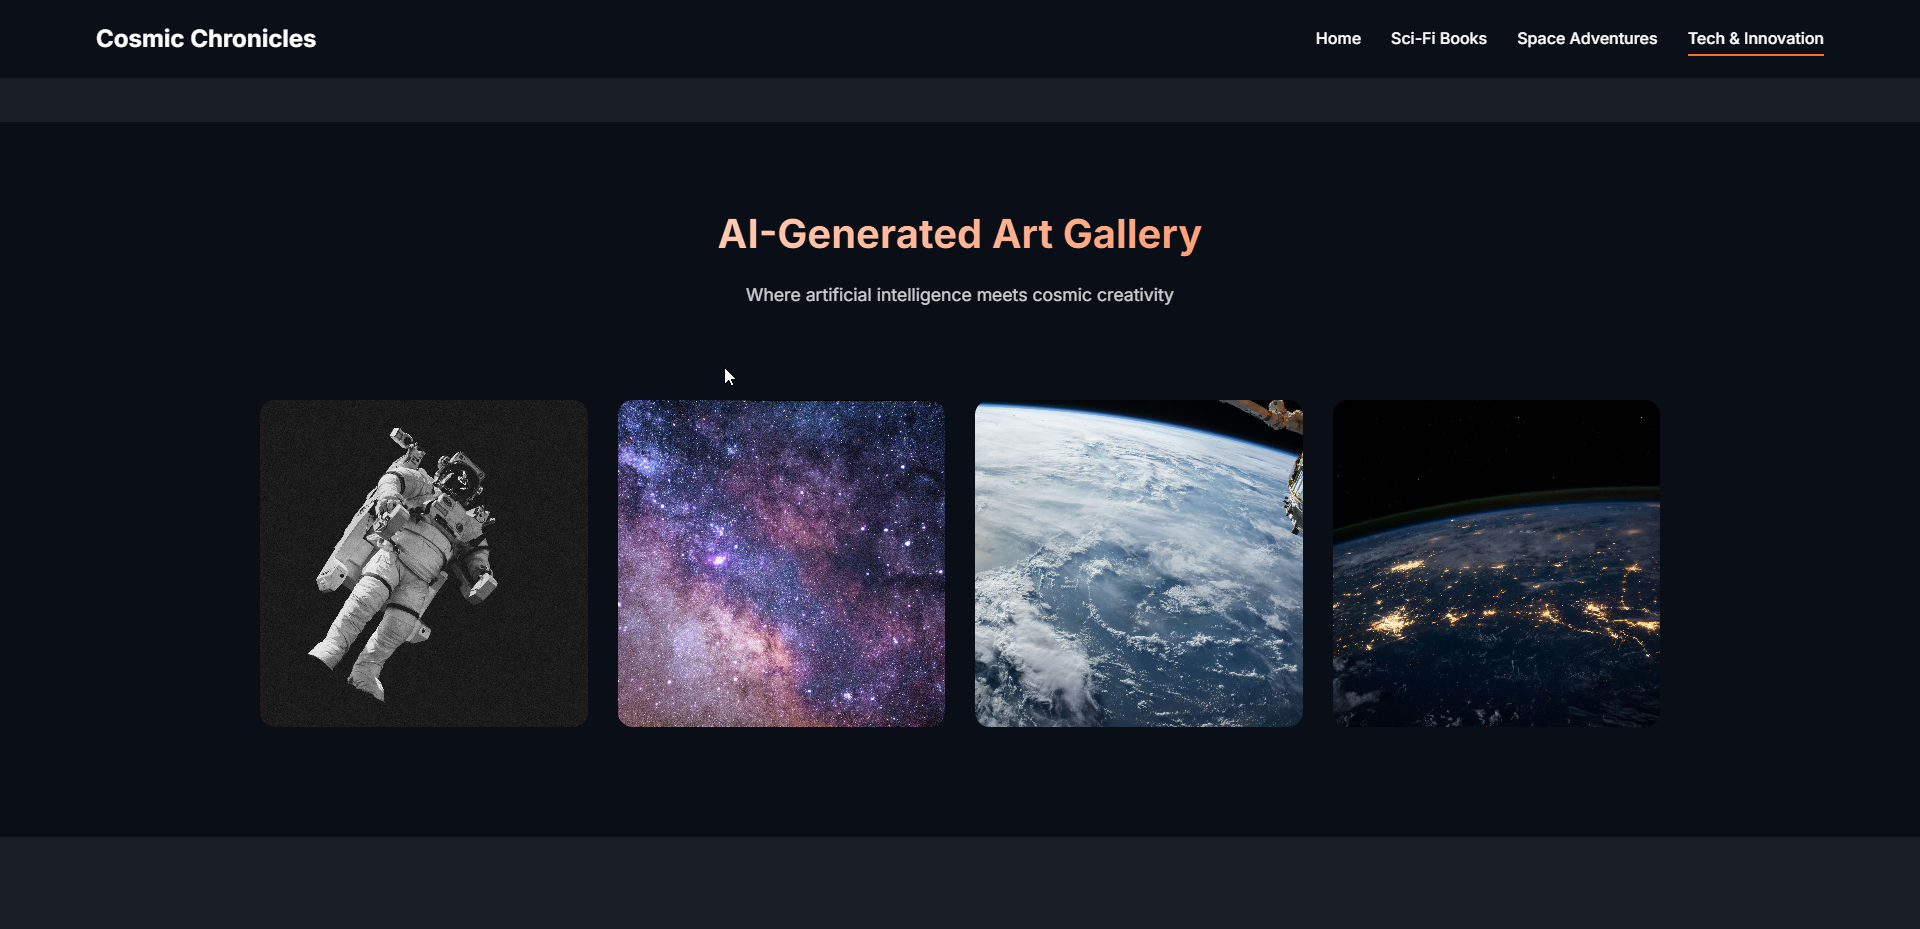 Cosmic Chronicles
Home Sci-Fi Books Space Adventures Tech & Innovation
AI-Generated Art Gallery
Where artificial intelligence meets cosmic creativity